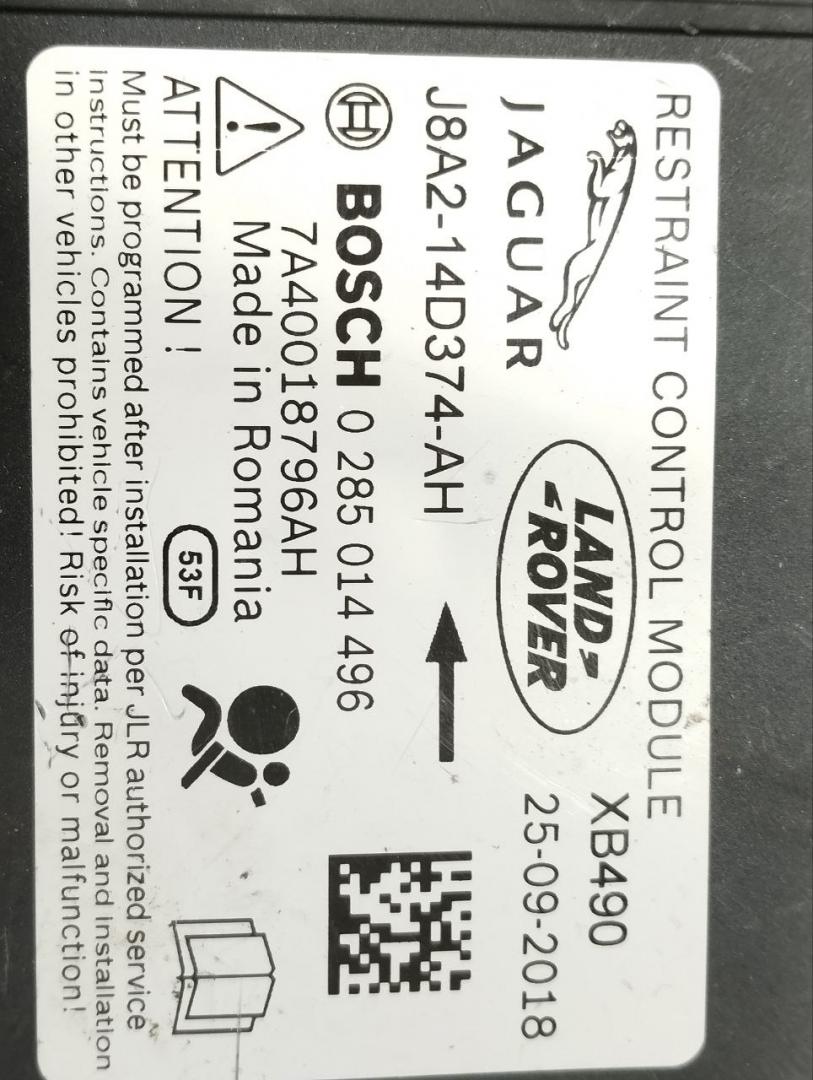 RESTRAINT CONTROL MODULE
JAGUAR
LAND
ROVER
XB490
25-09-2018
J8A2-14D374-AH
BOSCH 0 285 014 496
7A40018796AH
Made in Romania
53F
ATTENTION !
Must be programmed after installation per JLR authorized service
instructions. Contains vehicle specific data. Removal and installation
in other vehicles prohibited! Risk of injury or malfunction!